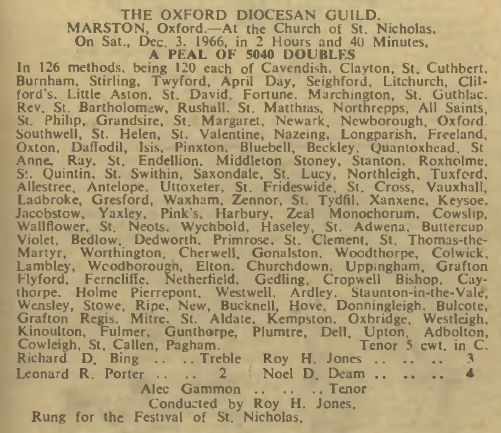 THE OXFORD DIOCESAN GUILD.
MARSTON, Oxford.—At the Church of St. Nicholas,
On Sat., Dec. 3, 1966, in 2 Hours and 40 Minutes,
A PEAL OF 5040 DOUBLES
In 126 methods, being 120 each of Cavendish, Clayton, St. Cuthbert,
Burnham, Stirling, Twyford, April Day, Seighford, Litchurch, Clif-
ford's, Little Aston, St. David, Fortune, Marchington, St. Guthlac,
Rev. St. Bartholomew, Rushall, St. Matthias, Northrepps, All Saints,
St. Philip, Grandsire, St. Margaret, Newark, Newborough, Oxford
Southwell, St. Helen, St. Valentine, Nazeing, Longparish, Freeland,
Oxton, Daffodil, Isis, Pinxton, Bluebell, Beckley, Quantoxhead, St
Anne, Ray, St. Endellion, Middleton Stoney, Stanton, Roxholme,
St. Quintin, St. Swithin, Saxondale, St. Lucy, Northleigh, Tuxford,
Allestree, Antelope, Uttoxeter, St. Frideswide, St. Cross, Vauxhall,
Ladbroke, Gresford, Waxham, Zennor, St. Tydfil, Xanxene, Keysoe,
Jacobstow, Yaxley, Pink's, Harbury, Zeal Monochorum, Cowslip,
Wallflower, St. Neots, Wychbold, Haseley, St. Adwena, Buttercup
Violet, Bedlow, Dedworth, Primrose, St. Clement, St. Thomas-the-
Martyr, Worthington, Cherwell, Gonalston, Woodthorpe, Colwick,
Lambley, Woodborough, Elton, Churchdown, Uppingham, Grafton
Flyford, Ferncliffe, Netherfield, Gedling, Cropwell Bishop, Cay-
thorpe, Holme Pierrepont, Westwell, Ardley, Staunton-in-the-Vale,
Wensley, Stowe, Ripe, New, Bucknell, Hove, Donningleigh, Bulcote,
Grafton Regis, Mitre, St. Aldate, Kempston, Oxbridge, Westleigh,
Kinoulton, Fulmer, Gunthorpe, Plumtre, Dell, Upton, Adbolton,
Cowleigh, St. Callen, Pagham. Tenor 5 cwt. in C.
Richard D. Bing .. .. Treble Roy H. Jones .. .. .. 3
Leonard R. Porter .. .. 2 Noel D. Deam .. .. .. 4
Alec Gammon .. .. .. Tenor
Conducted by Roy H. Jones.
Rung for the Festival of St. Nicholas.